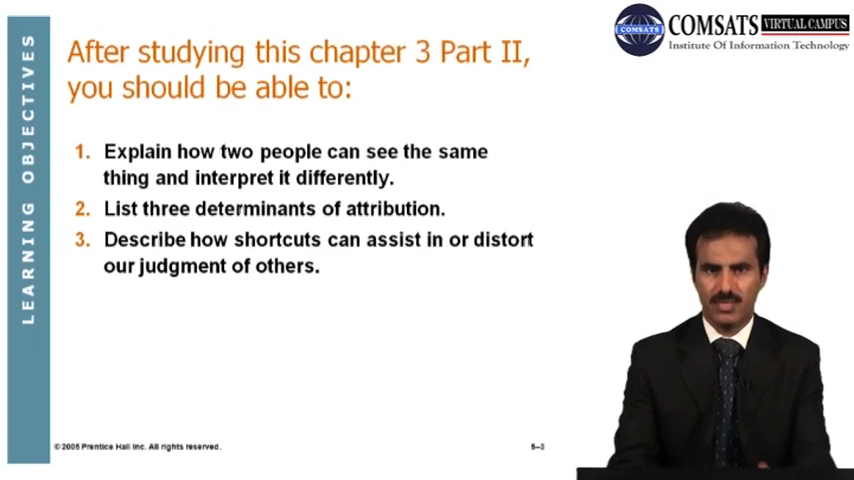 LEARNING OBJECTIVES
After studying this chapter 3 Part II,
you should be able to:
1. Explain how two people can see the same
thing and interpret it differently.
2. List three determinants of attribution.
3. Describe how shortcuts can assist in or distort
our judgment of others.
© 2005 Prentice Hall Inc. All rights reserved.
5–3
COMSATS
COMSATS VIRTUAL CAMPUS
Institute Of Information Technology